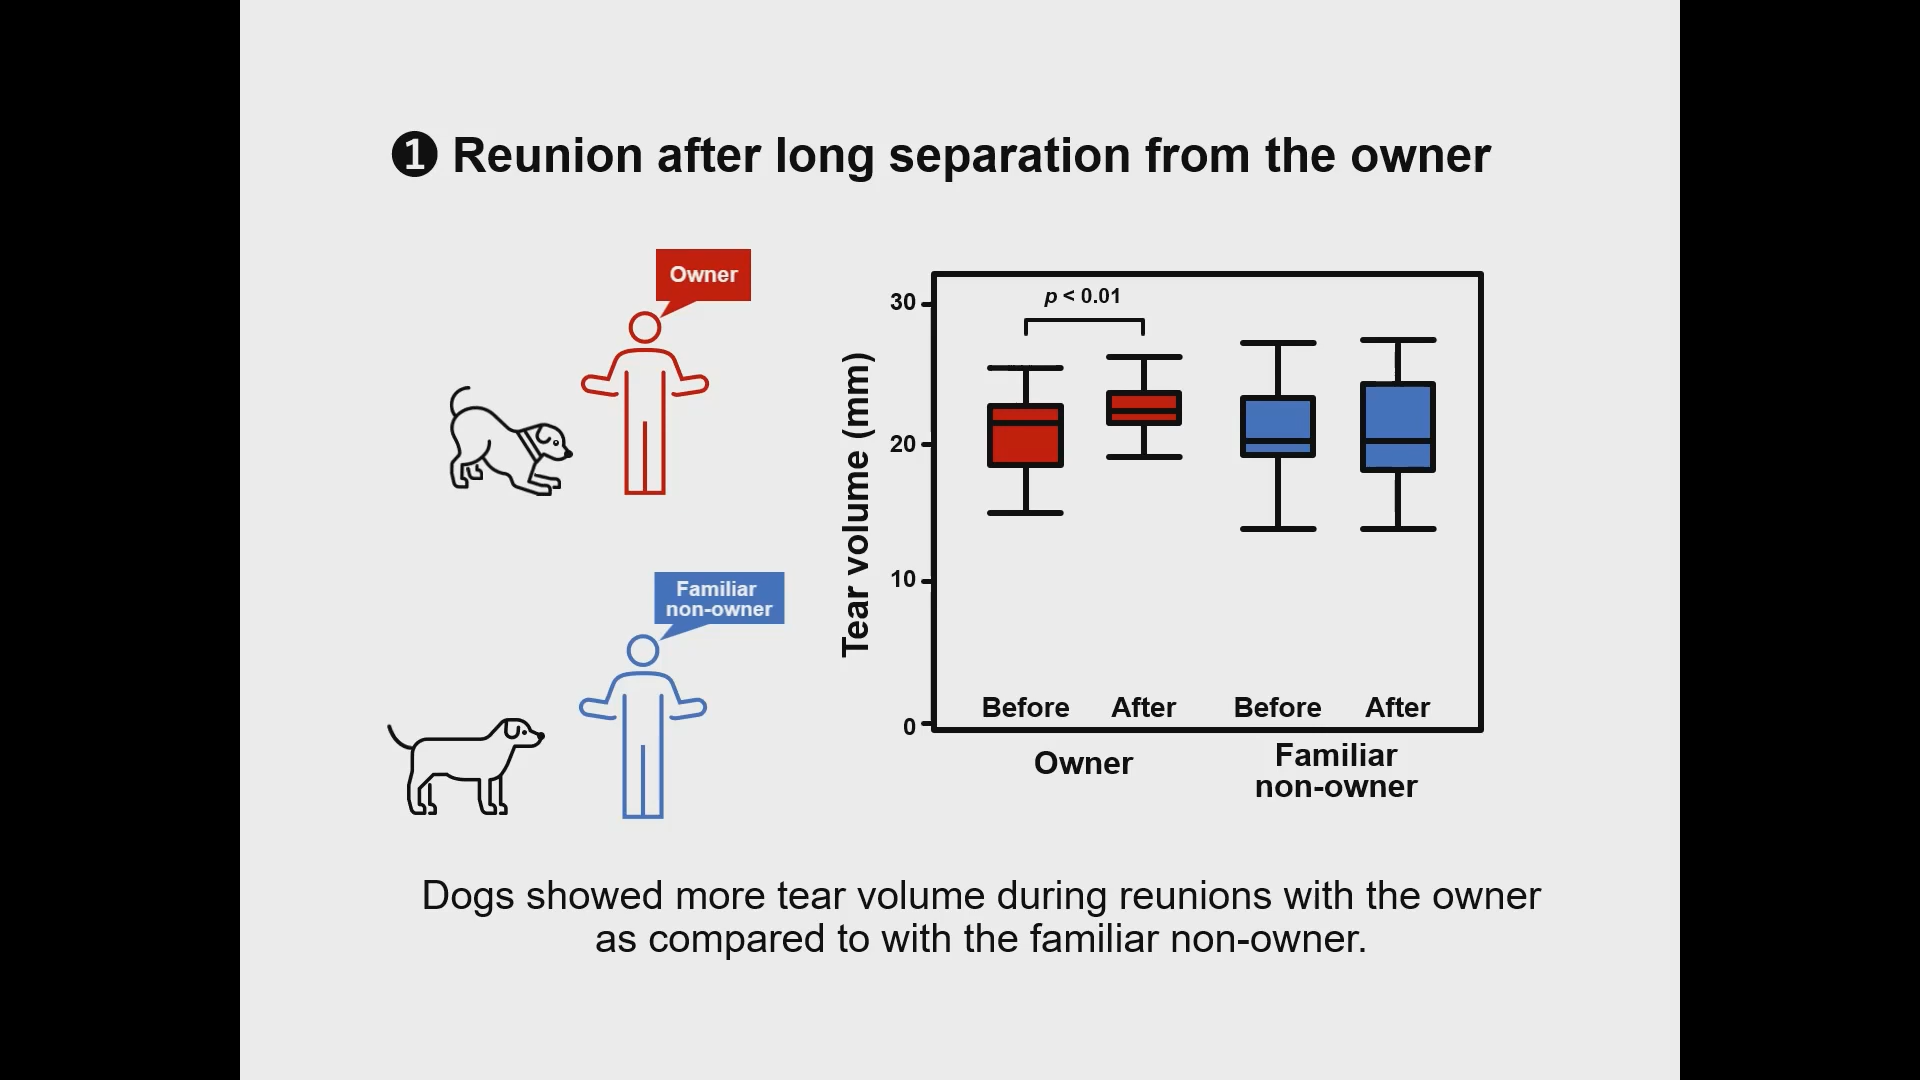 ❶ Reunion after long separation from the owner
Owner
Familiar
non-owner
Tear volume (mm)
30
20
10
0
p < 0.01
Before After Before After
Owner
Familiar
non-owner
Dogs showed more tear volume during reunions with the owner
as compared to with the familiar non-owner.